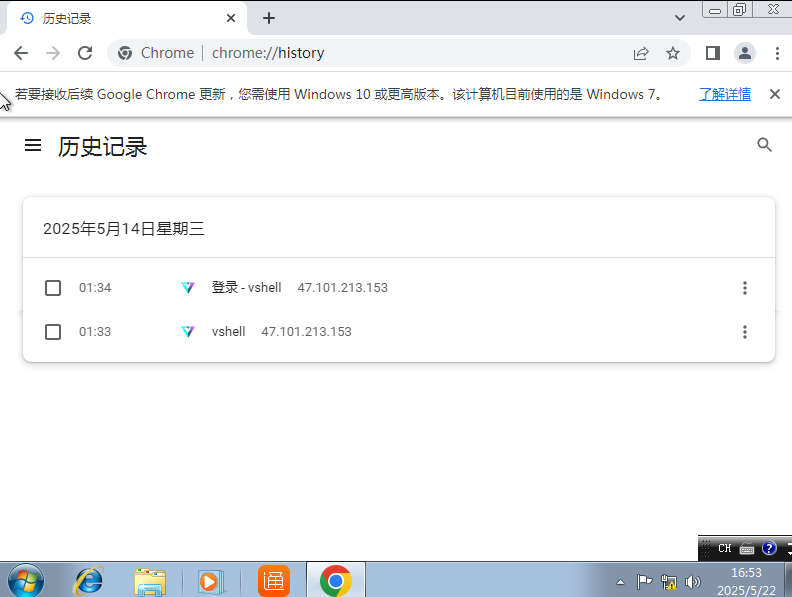 历史记录
Chrome | chrome://history
若要接收后续 Google Chrome 更新，您需使用 Windows 10 或更高版本。该计算机目前使用的是 Windows 7。 了解详情
历史记录
2025年5月14日星期三
01:34 登录 - vshell 47.101.213.153
01:33 vshell 47.101.213.153
CH
16:53
2025/5/22